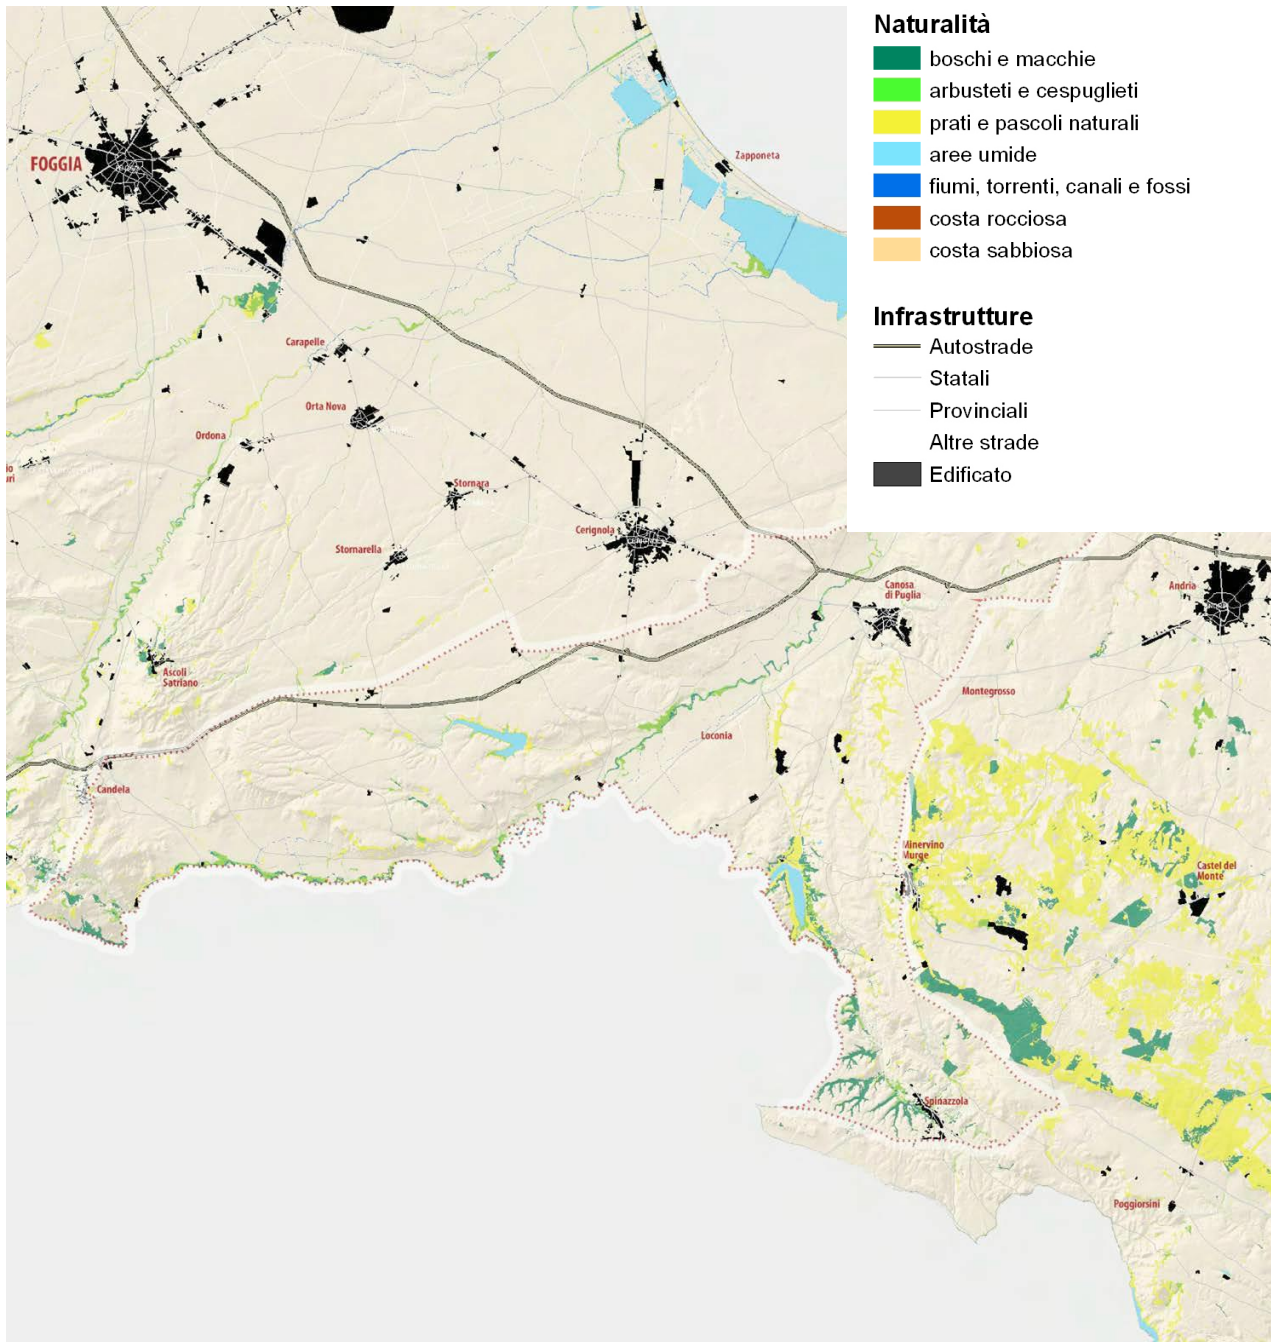 Naturalità
boschi e macchie
arbusteti e cespuglieti
prati e pascoli naturali
aree umide
fiumi, torrenti, canali e fossi
costa rocciosa
costa sabbiosa
Infrastrutture
Autostrade
Statali
Provinciali
Altre strade
Edificato
Zapponeta
FOGGIA
Carapelle
Orta Nova
Ordona
io
uri
Stornara
Cerignola
Stornarella
Canosa
di Puglia
Andria
Ascoli
Satriano
Montegrosso
Loconia
Candela
Minervino
Murge
Castel del
Monte
Spinazzola
Poggiorsini